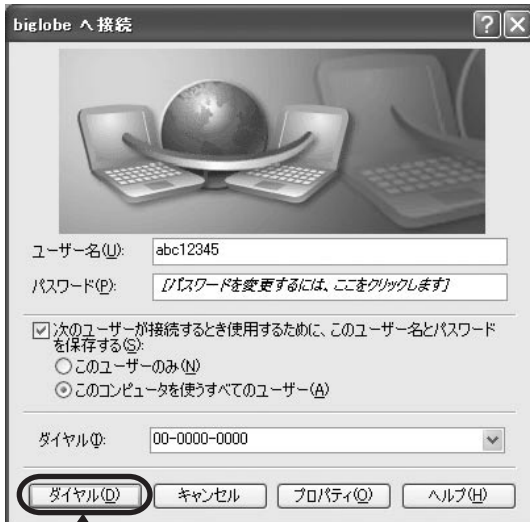 biglobe へ接続
ユーザー名(U): abc12345
パスワード(P): [パスワードを変更するには、ここをクリックします]
次のユーザーが接続するとき使用するために、このユーザー名とパスワード
を保存する(S):
このユーザーのみ(N)
このコンピュータを使うすべてのユーザー(A)
ダイヤル(I): 00-0000-0000
ダイヤル(D) キャンセル プロパティ(O) ヘルプ(H)